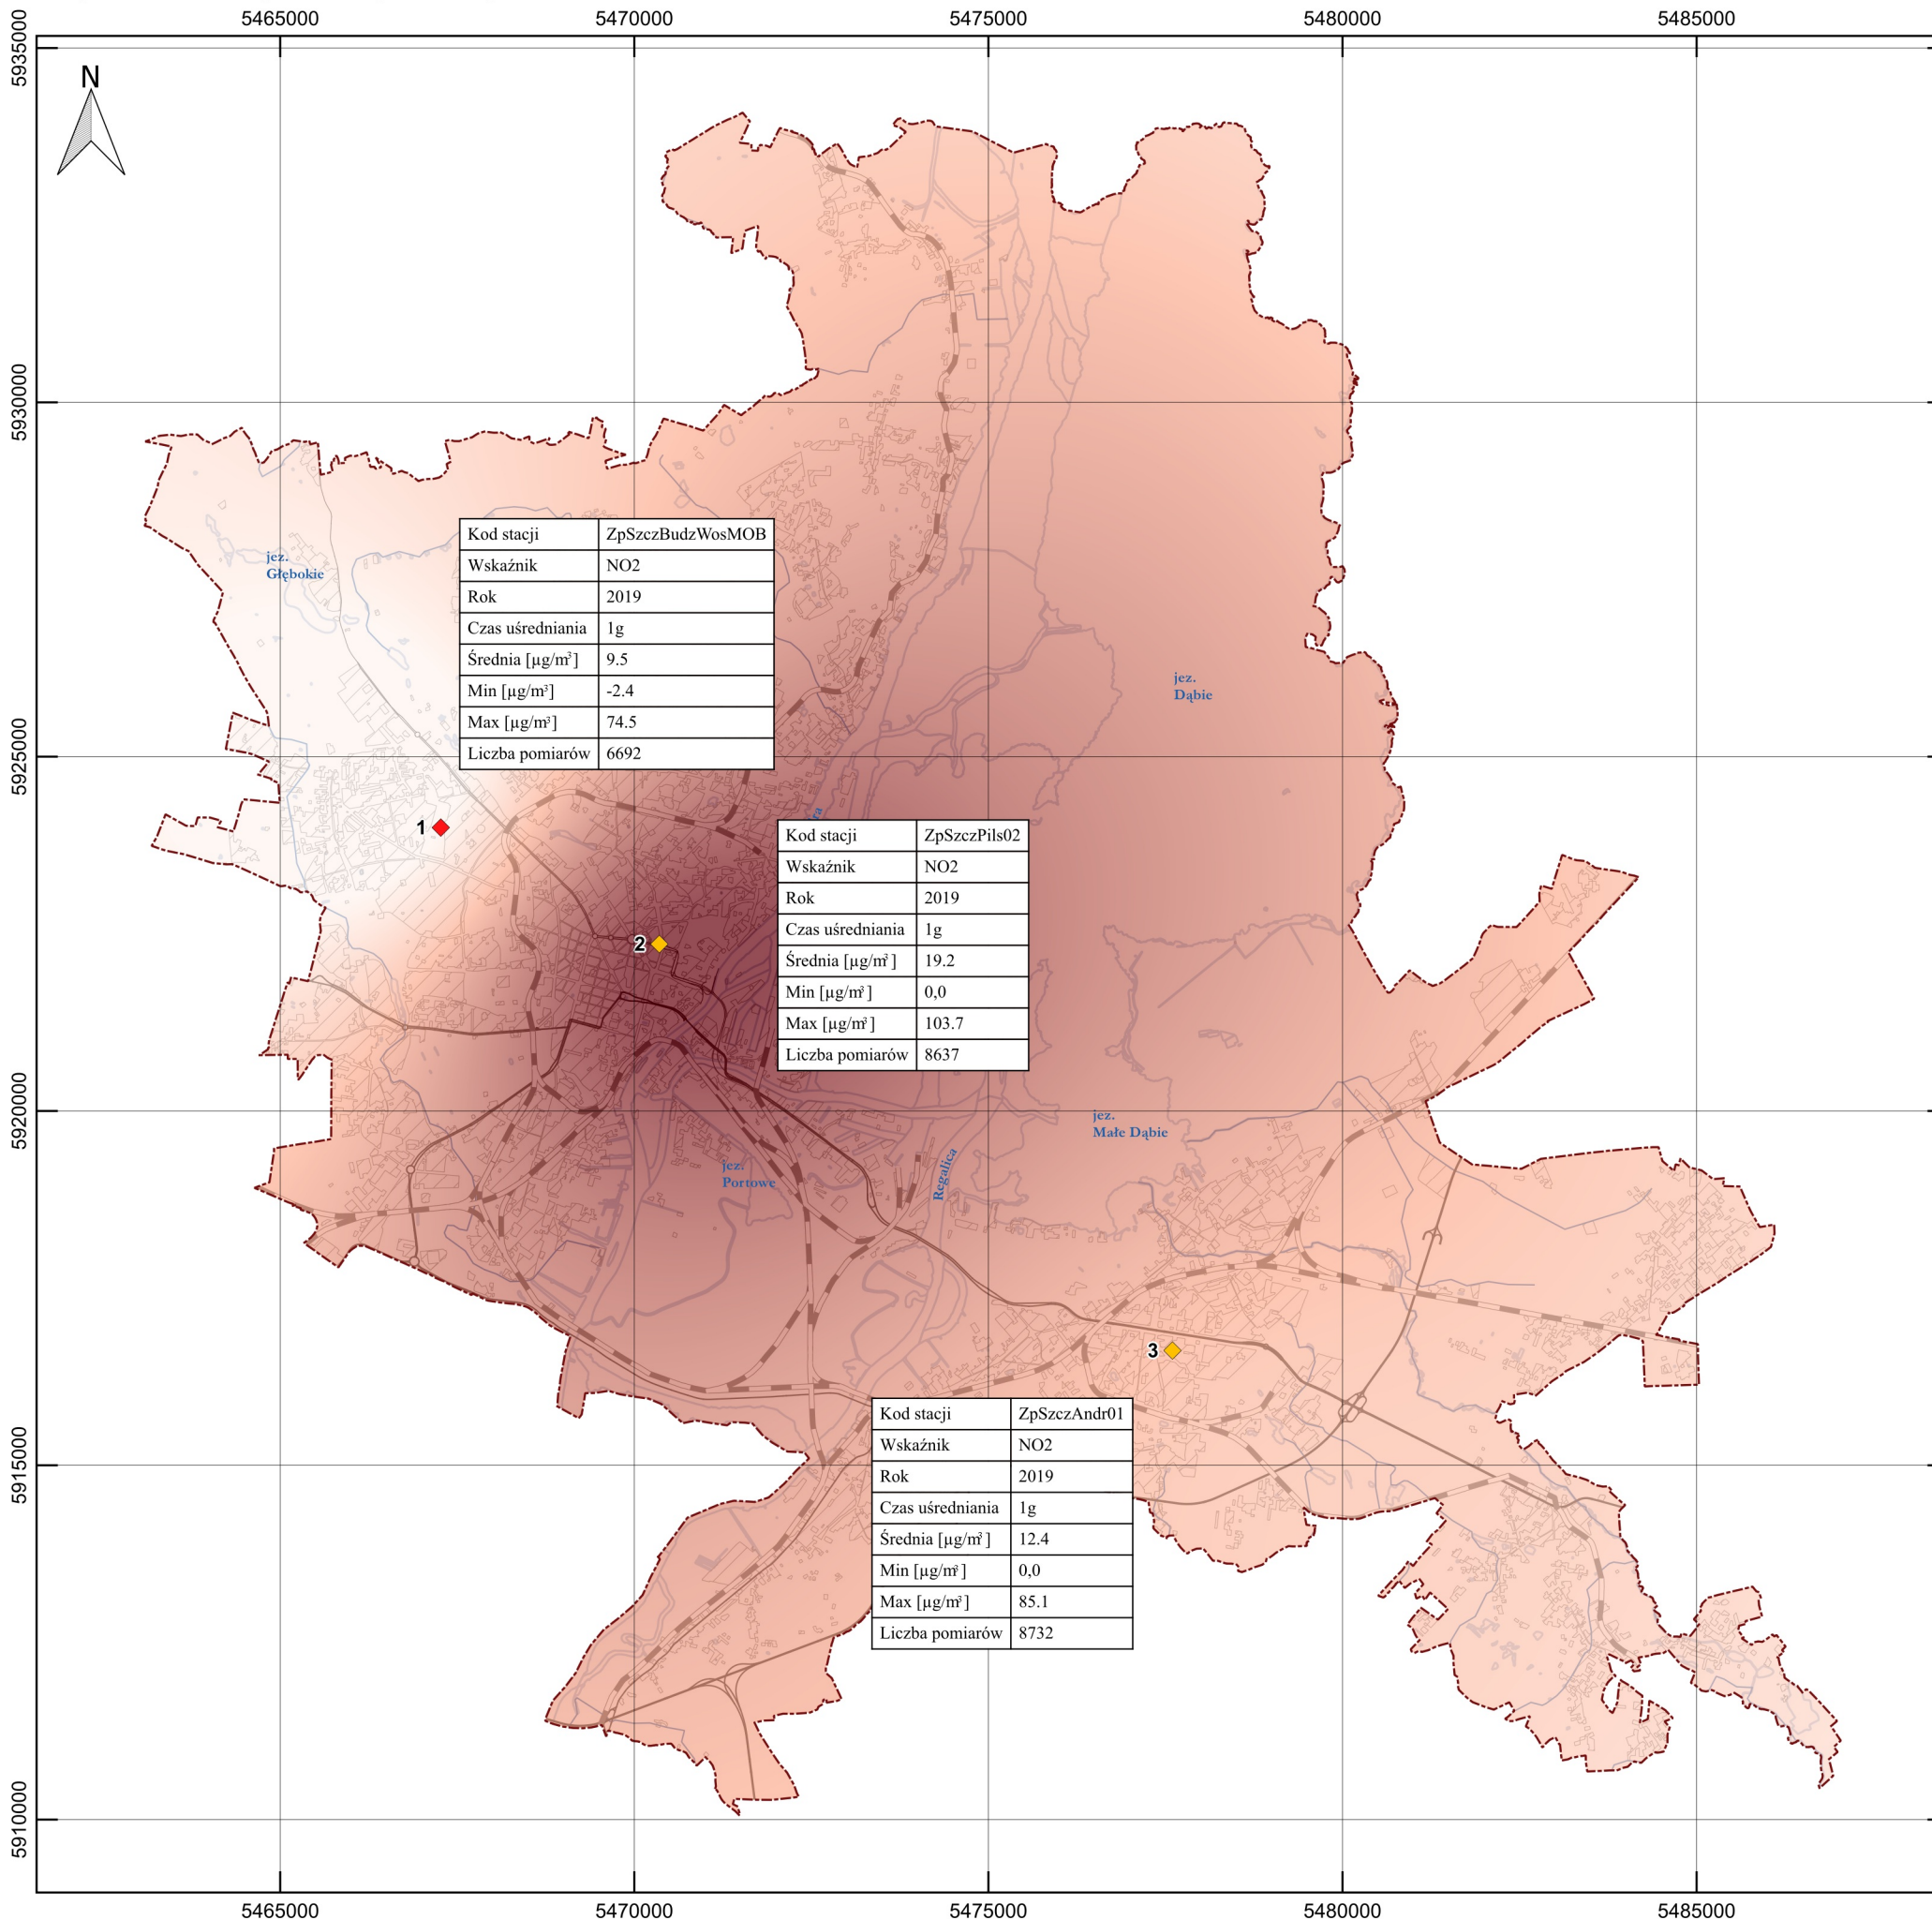 5465000 5470000 5475000 5480000 5485000
5935000
N
5930000
jez.
Głębokie
Kod stacji ZpSzczBudzWosMOB
Wskaźnik NO2
Rok 2019
Czas uśredniania 1g
Średnia [µg/m³] 9.5
Min [µg/m³] -2.4
Max [µg/m³] 74.5
Liczba pomiarów 6692
jez.
Dąbie
5925000
1
Kod stacji ZpSzczPils02
Wskaźnik NO2
Rok 2019
Czas uśredniania 1g
Średnia [µg/m³] 19.2
Min [µg/m³] 0,0
Max [µg/m³] 103.7
Liczba pomiarów 8637
2
5920000
jez.
Małe Dąbie
jez.
Portowe
Regalica
3
Kod stacji ZpSzczAndr01
Wskaźnik NO2
Rok 2019
Czas uśredniania 1g
Średnia [µg/m³] 12.4
Min [µg/m³] 0,0
Max [µg/m³] 85.1
Liczba pomiarów 8732
5915000
5910000
5465000 5470000 5475000 5480000 5485000